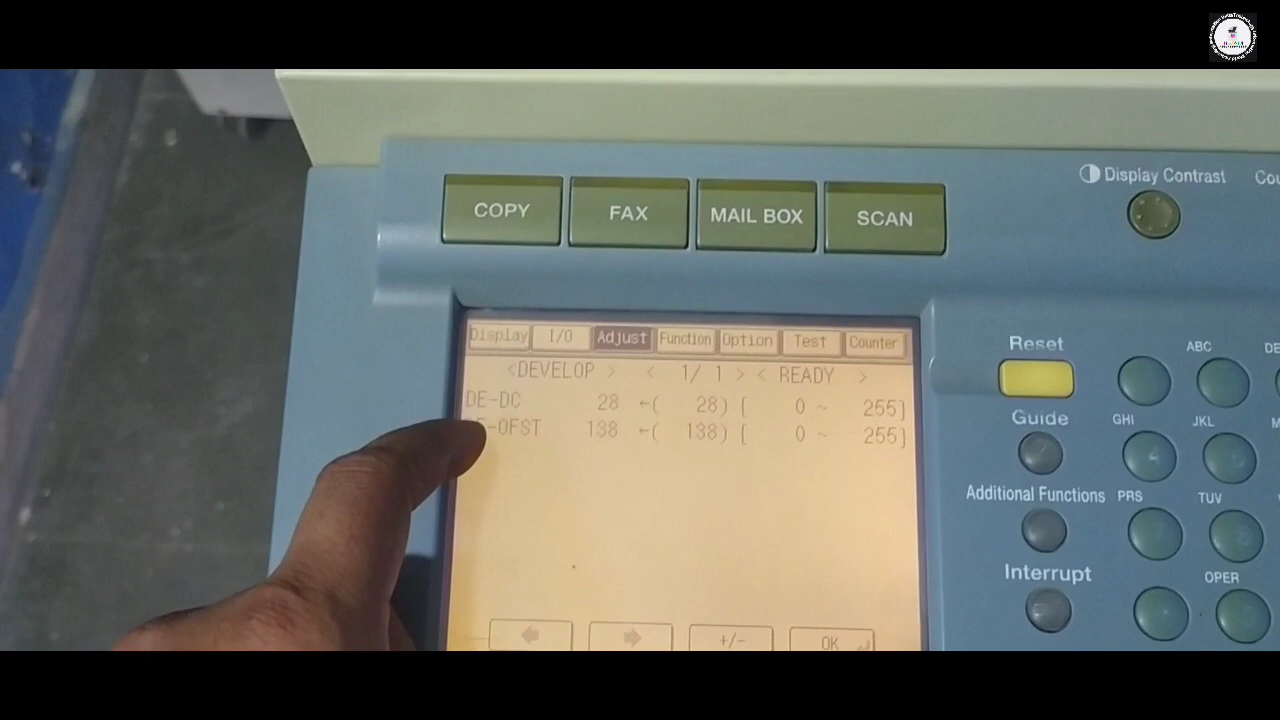 Display Contrast
COPY FAX MAIL BOX SCAN
Display I/O Adjust Function Option Test Counter
<DEVELOP > < 1/ 1 > < READY >
DE-DC 28 ←( 28) [ 0 ~ 255]
-OFST 138 ←( 138) [ 0 ~ 255]
+/- OK
Reset ABC
Guide GHI JKL
Additional Functions PRS TUV
Interrupt OPER